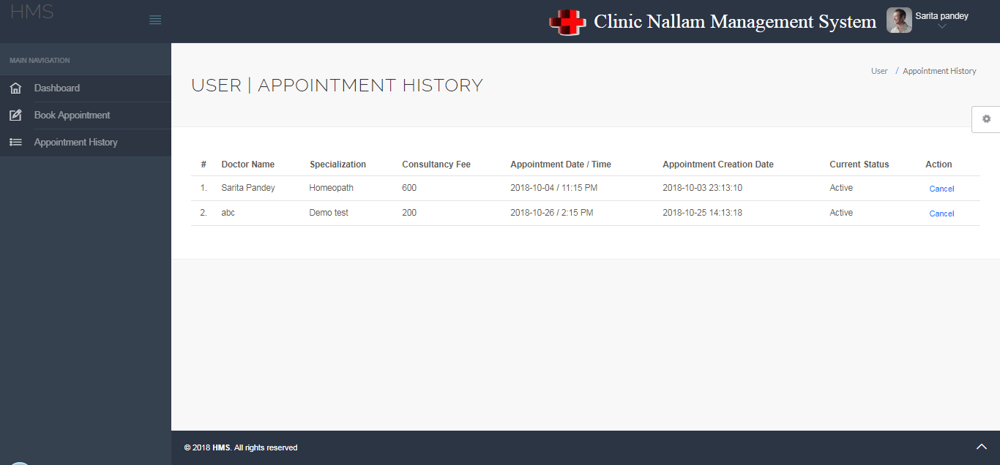 HMS
Clinic Nallam Management System
Sarita pandey
MAIN NAVIGATION
Dashboard
Book Appointment
Appointment History
USER | APPOINTMENT HISTORY
User / Appointment History
# Doctor Name Specialization Consultancy Fee Appointment Date / Time Appointment Creation Date Current Status Action
1. Sarita Pandey Homeopath 600 2018-10-04 / 11:15 PM 2018-10-03 23:13:10 Active Cancel
2. abc Demo test 200 2018-10-26 / 2:15 PM 2018-10-25 14:13:18 Active Cancel
© 2018 HMS. All rights reserved